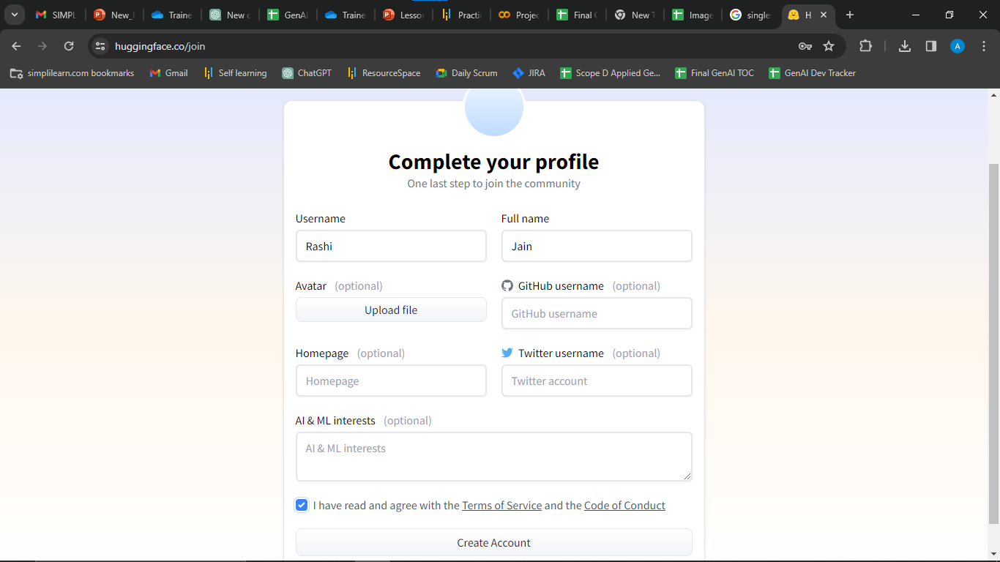 SIMPL New_ Traine New c GenAI Traine Lesso Practi Projec Final New T Image single H
huggingface.co/join
simplilearn.com bookmarks Gmail Self learning ChatGPT ResourceSpace Daily Scrum JIRA Scope D Applied Ge... Final GenAI TOC GenAI Dev Tracker
A
Complete your profile
One last step to join the community
Username Full name
Rashi Jain
Avatar (optional) GitHub username (optional)
Upload file GitHub username
Homepage (optional) Twitter username (optional)
Homepage Twitter account
AI & ML interests (optional)
AI & ML interests
I have read and agree with the Terms of Service and the Code of Conduct
Create Account